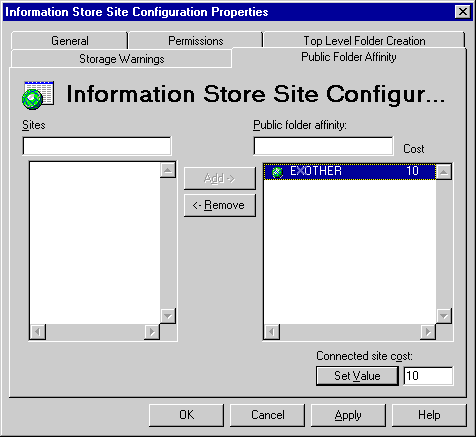 Information Store Site Configuration Properties
General Permissions Top Level Folder Creation
Storage Warnings Public Folder Affinity
Information Store Site Configur...
Sites Public folder affinity: Cost
Add -> EXOTHER 10
<- Remove
Connected site cost:
Set Value 10
OK Cancel Apply Help